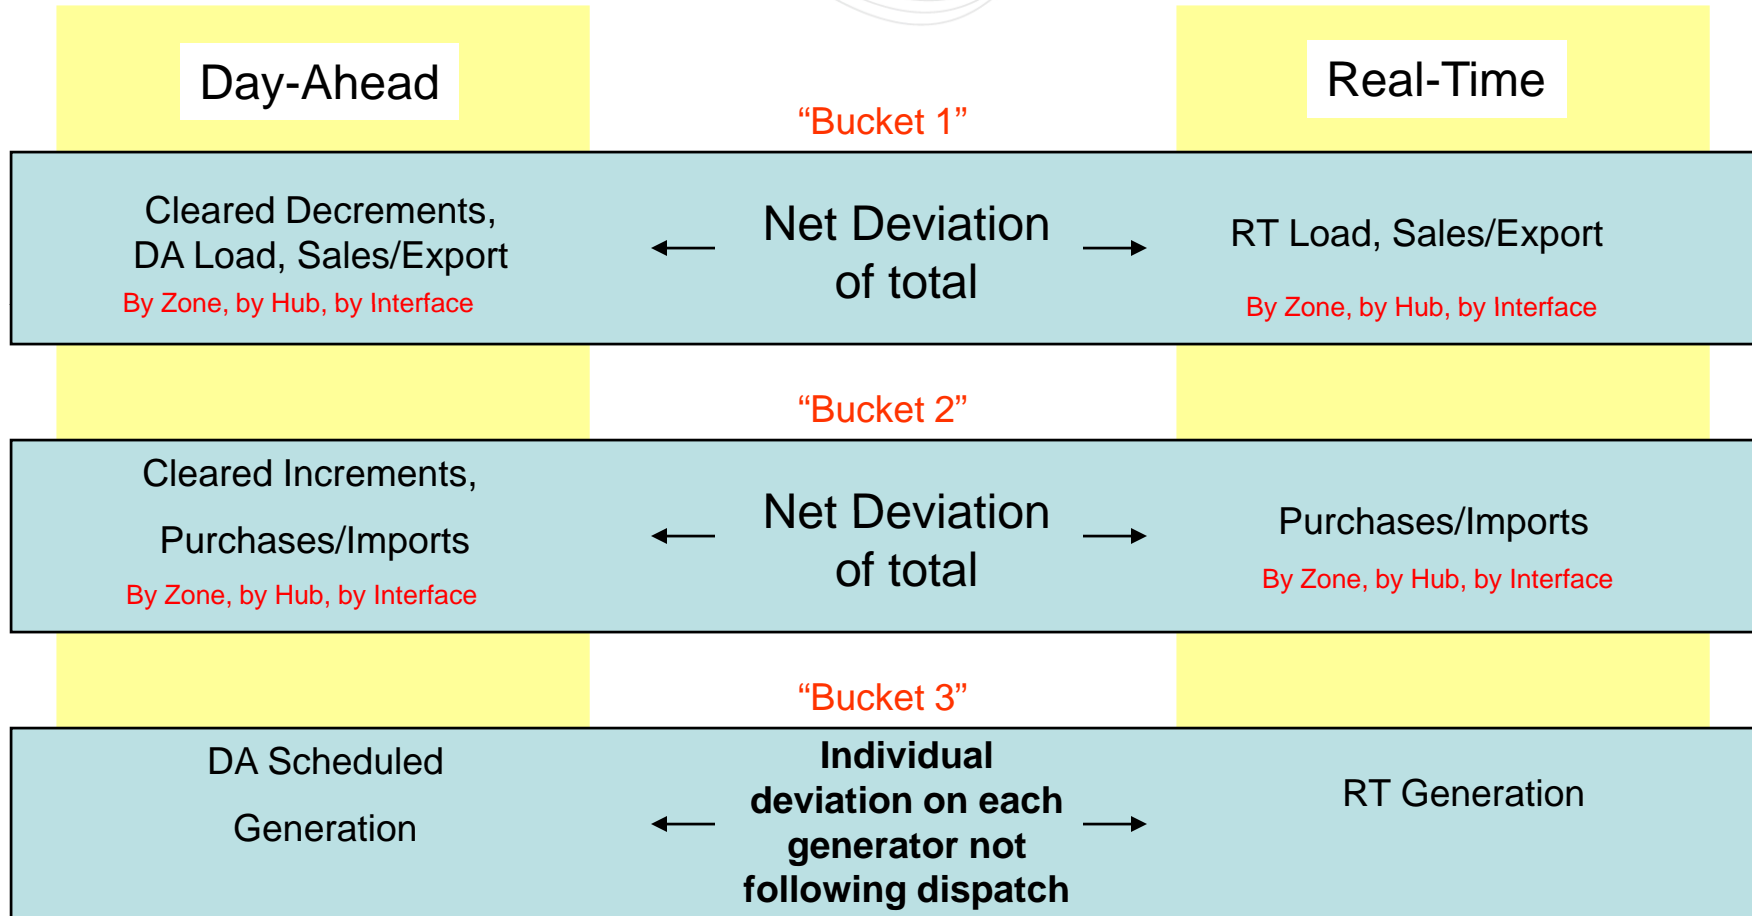 Day-Ahead
Real-Time
“Bucket 1”
Cleared Decrements,
DA Load, Sales/Export
By Zone, by Hub, by Interface
Net Deviation
of total
RT Load, Sales/Export
By Zone, by Hub, by Interface
“Bucket 2”
Cleared Increments,
Purchases/Imports
By Zone, by Hub, by Interface
Net Deviation
of total
Purchases/Imports
By Zone, by Hub, by Interface
“Bucket 3”
DA Scheduled
Generation
Individual
deviation on each
generator not
following dispatch
RT Generation